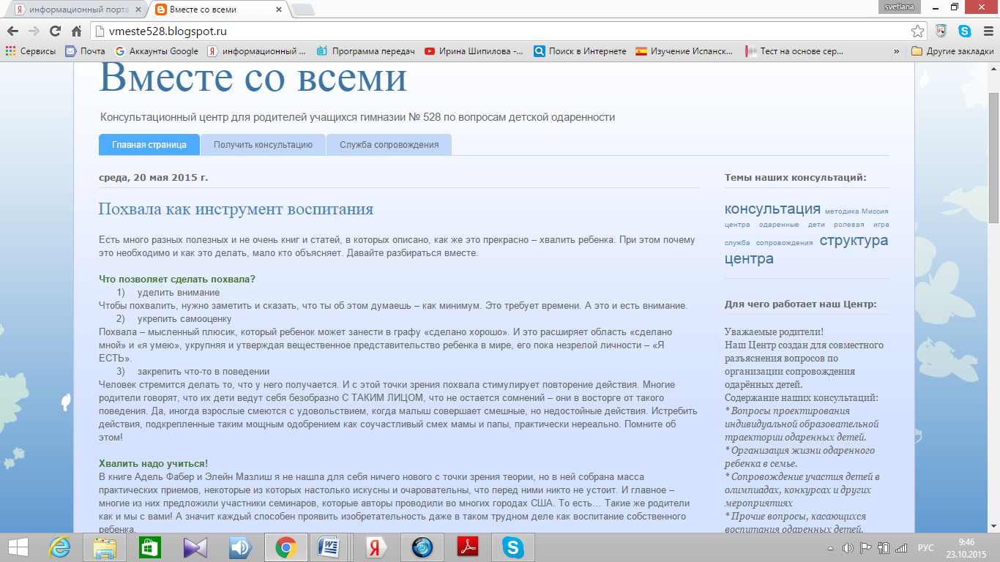 информационный порта
Вместе со всеми
svetlana
vmeste528.blogspot.ru
Сервисы
Почта
Аккаунты Google
информационный ...
Программа передач
Ирина Шипилова -...
Поиск в Интернете
Изучение Испанск...
Тест на основе сер...
»
Другие закладки
Вместе со всеми
Консультационный центр для родителей учащихся гимназии № 528 по вопросам детской одаренности
Главная страница
Получить консультацию
Служба сопровождения
среда, 20 мая 2015 г.
Похвала как инструмент воспитания
Есть много разных полезных и не очень книг и статей, в которых описано, как же это прекрасно – хвалить ребенка. При этом почему
это необходимо и как это делать, мало кто объясняет. Давайте разбираться вместе.
Что позволяет сделать похвала?
1) уделить внимание
Чтобы похвалить, нужно заметить и сказать, что ты об этом думаешь – как минимум. Это требует времени. А это и есть внимание.
2) укрепить самооценку
Похвала – мысленный плюсик, который ребенок может занести в графу «сделано хорошо». И это расширяет область «сделано
мной» и «я умею», укрупняя и утверждая вещественное представительство ребенка в мире, его пока незрелой личности – «Я
ЕСТЬ».
3) закрепить что-то в поведении
Человек стремится делать то, что у него получается. И с этой точки зрения похвала стимулирует повторение действия. Многие
родители говорят, что их дети ведут себя безобразно С ТАКИМ ЛИЦОМ, что не остается сомнений – они в восторге от такого
поведения. Да, иногда взрослые смеются с удовольствием, когда малыш совершает смешные, но недостойные действия. Истребить
действия, подкрепленные таким мощным одобрением как соучастливый смех мамы и папы, практически нереально. Помните об
этом!
Хвалить надо учиться!
В книге Адель Фабер и Элейн Мазлиш я не нашла для себя ничего нового с точки зрения теории, но в ней собрана масса
практических приемов, некоторые из которых настолько искусны и очаровательны, что перед ними никто не устоит. И главное –
многие из них предложили участники семинаров, которые авторы проводили во многих городах США. То есть… Такие же родители
как и мы с вами! А значит каждый способен проявить изобретательность даже в таком трудном деле как воспитание собственного
ребенка.
Темы наших консультаций:
консультация методика Миссия
центра одаренные дети ролевая игра
служба сопровождения структура
центра
Для чего работает наш Центр:
Уважаемые родители!
Наш Центр создан для совместного
разъяснения вопросов по
организации сопровождения
одарённых детей.
Содержание наших консультаций:
* Вопросы проектирования
индивидуальной образовательной
траектории одаренных детей.
* Организация жизни одаренного
ребенка в семье.
* Сопровождение участия детей в
олимпиадах, конкурсах и других
мероприятиях
* Прочие вопросы, касающихся
воспитания одаренных детей.
РУС
9:46
23.10.2015